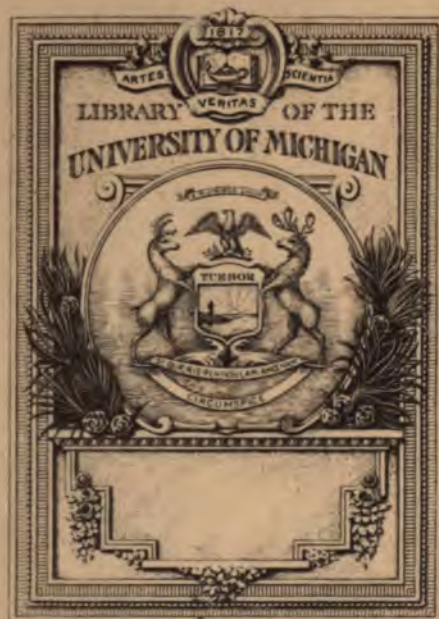 1817
ARTES SCIENTIA
VERITAS
LIBRARY OF THE
UNIVERSITY OF MICHIGAN
TUEBOR
CIRCUMSPICE